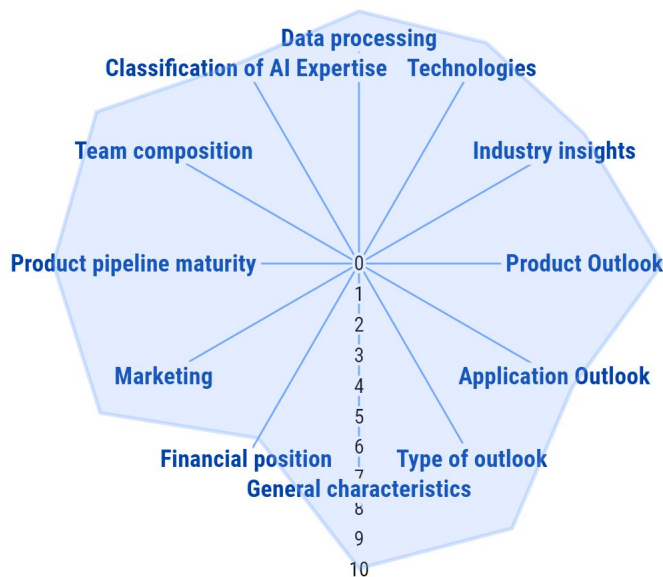 Data processing
Classification of AI Expertise
Technologies
Team composition
Industry insights
Product pipeline maturity
0
Product Outlook
1
2
3
Marketing
Application Outlook
4
5
6
Financial position
Type of outlook
7
General characteristics
8
9
10